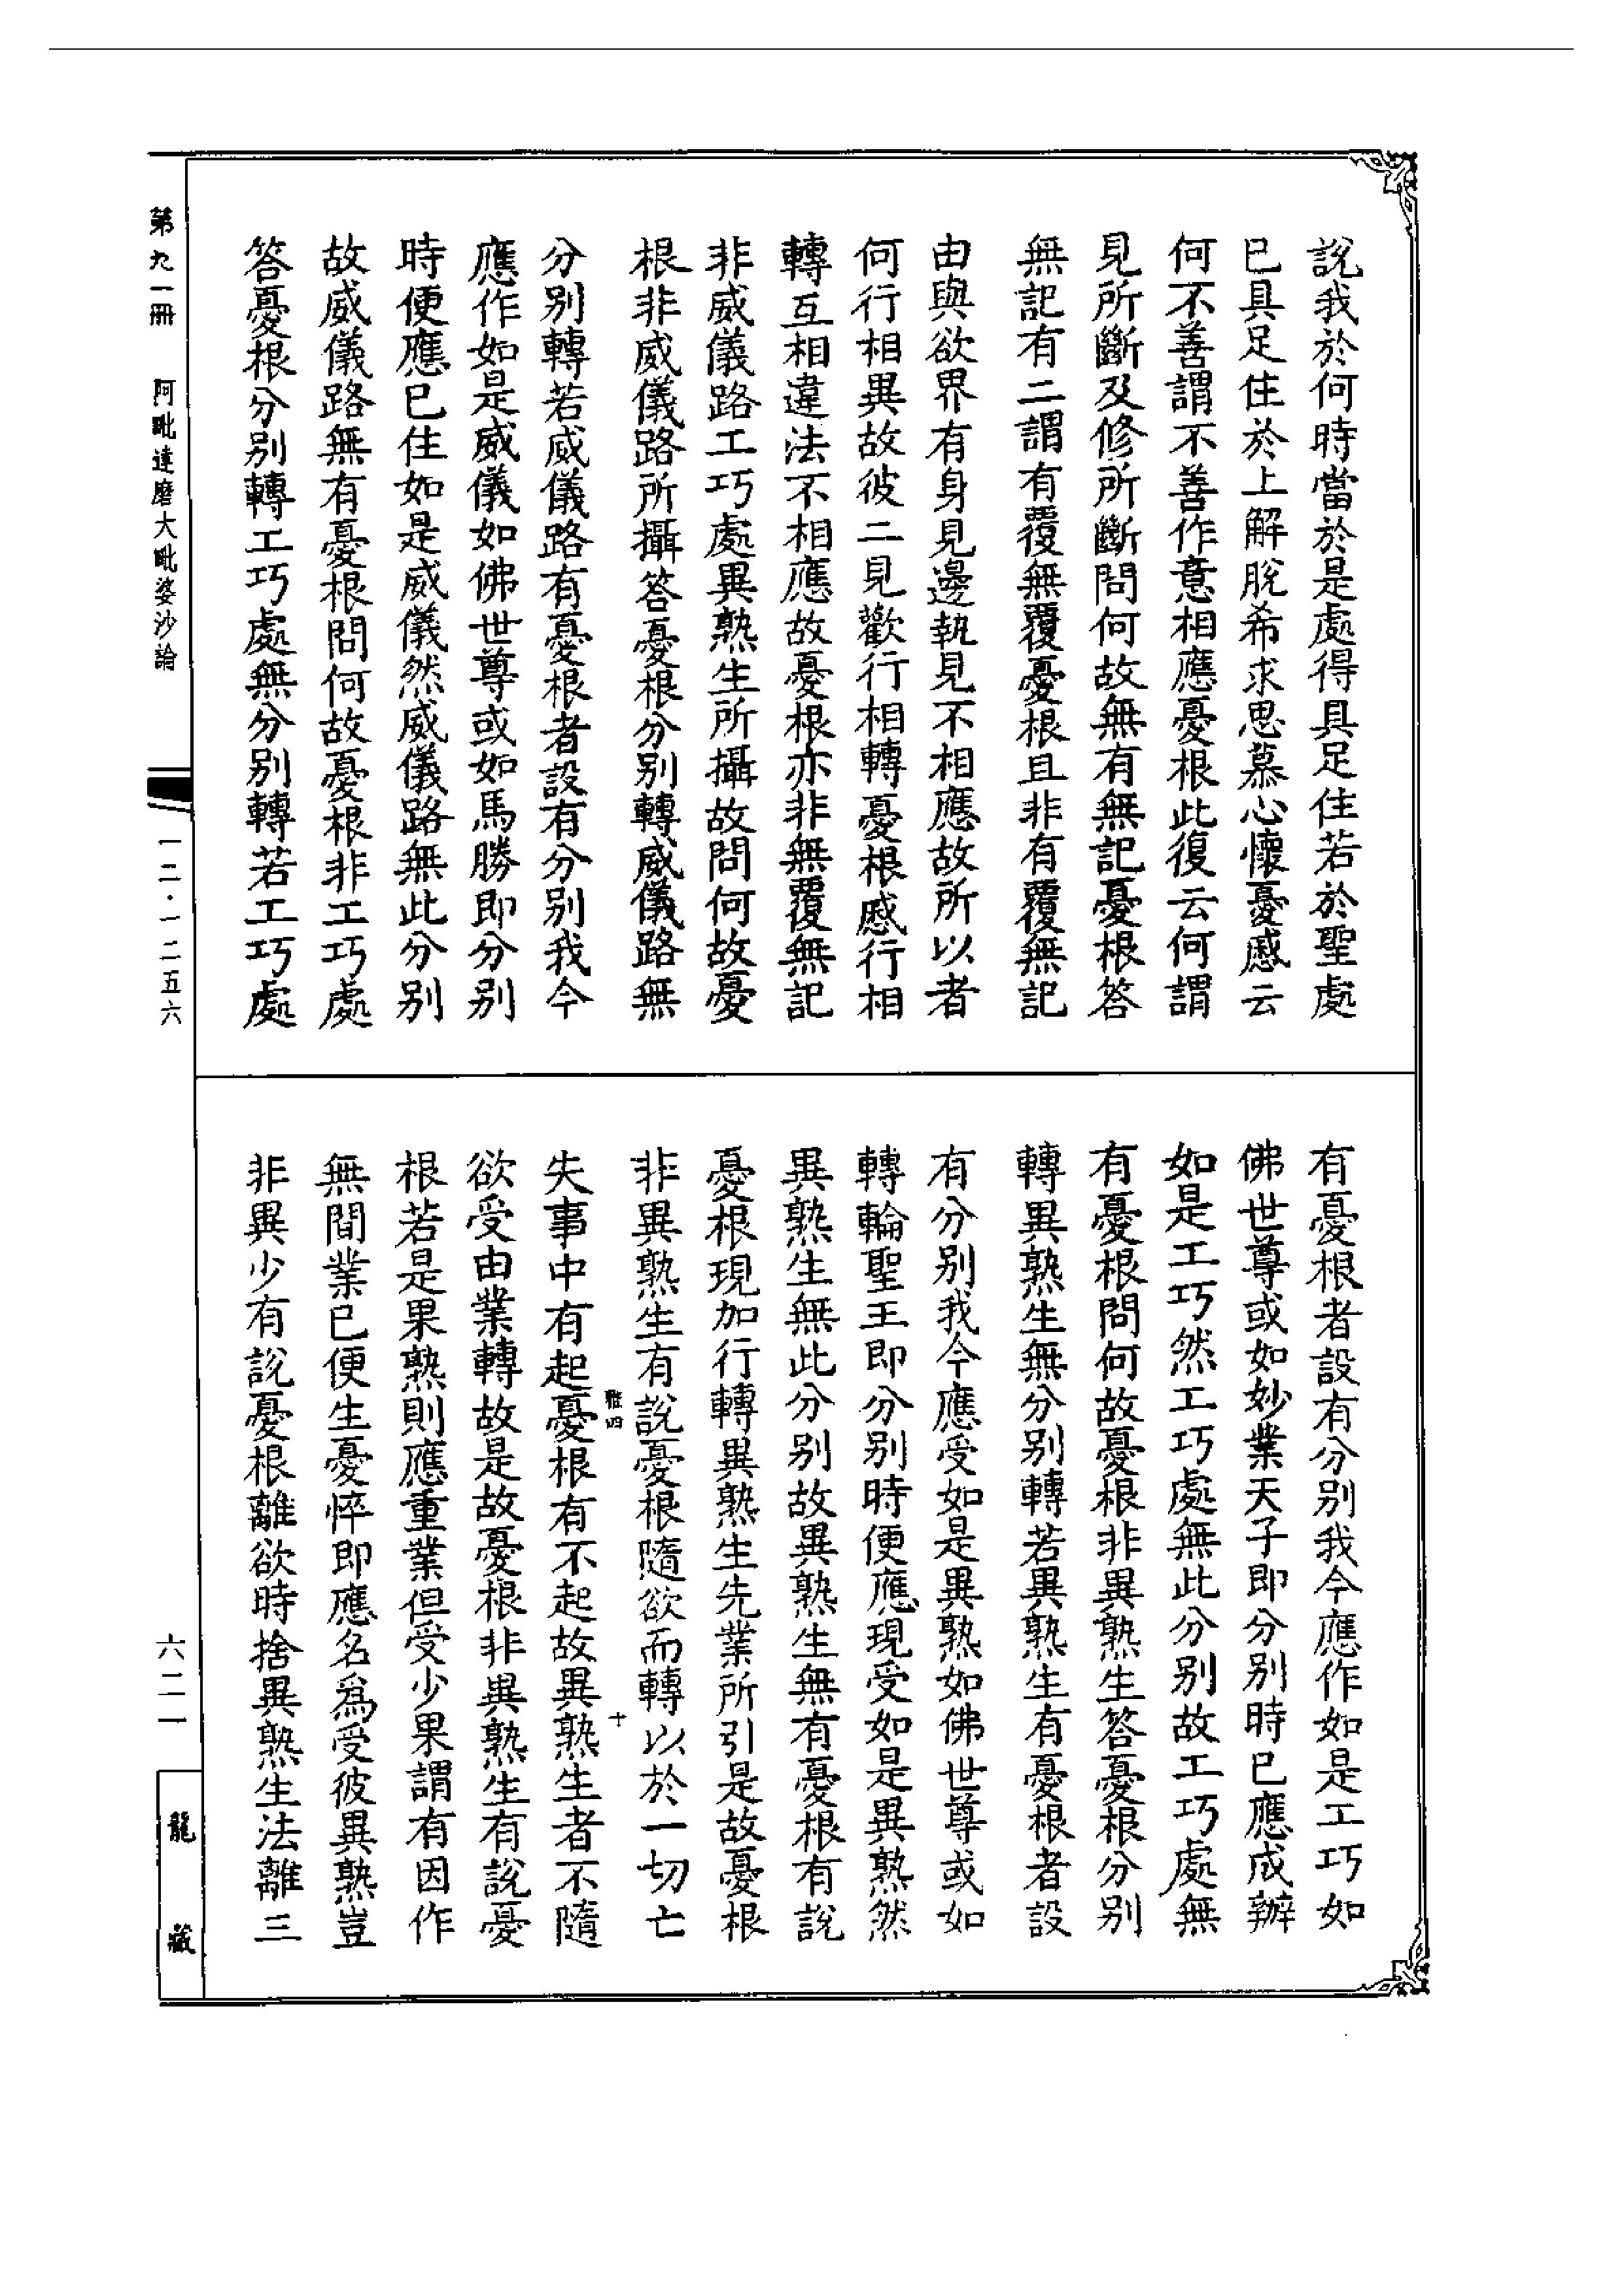 說我於何時當於是處得具足住若於聖處
已具足住於上解脫希求思慕心懷憂慼云
何不善謂不善作意相應憂根此復云何謂
見所斷及修所斷問何故無有無記憂根答
無記有二謂有覆無覆憂根且非有覆無記
由與欲界有身見邊執見不相應故所以者
何行相異故彼二見歡行相轉憂根慼行相
轉互相違法不相應故憂根亦非無覆無記
非威儀路工巧處異熟生所攝故問何故憂
根非威儀路所攝答憂根分別轉威儀路無
分別轉若威儀路有憂根者設有分別我今
應作如是威儀如佛世尊或如馬勝即分別
時便應已住如是威儀然威儀路無此分別
故威儀路無有憂根問何故憂根非工巧處
答憂根分別轉工巧處無分別轉若工巧處
有憂根者設有分別我今應作如是工巧如
佛世尊或如妙業天子即分別時已應成辦
如是工巧然工巧處無此分別故工巧處無
有憂根問何故憂根非異熟生答憂根分別
轉異熟生無分別轉若異熟生有憂根者設
有分別我今應受如是異熟如佛世尊或如
轉輪聖王即分別時便應現受如是異熟然
異熟生無此分別故異熟生無有憂根有說
憂根現加行轉異熟生先業所引是故憂根
非異熟生有說憂根隨欲而轉以於一切亡
雅四
十
失事中有起憂根有不起故異熟生者不隨
欲受由業轉故是故憂根非異熟生有說憂
根若是果熟則應重業但受少果謂有因作
無間業已便生憂悴即應名為受彼異熟豈
非異少有說憂根離欲時捨異熟生法離三
第九一冊
阿毗達磨大毗婆沙論
一二·一二五六
六二一
龍藏